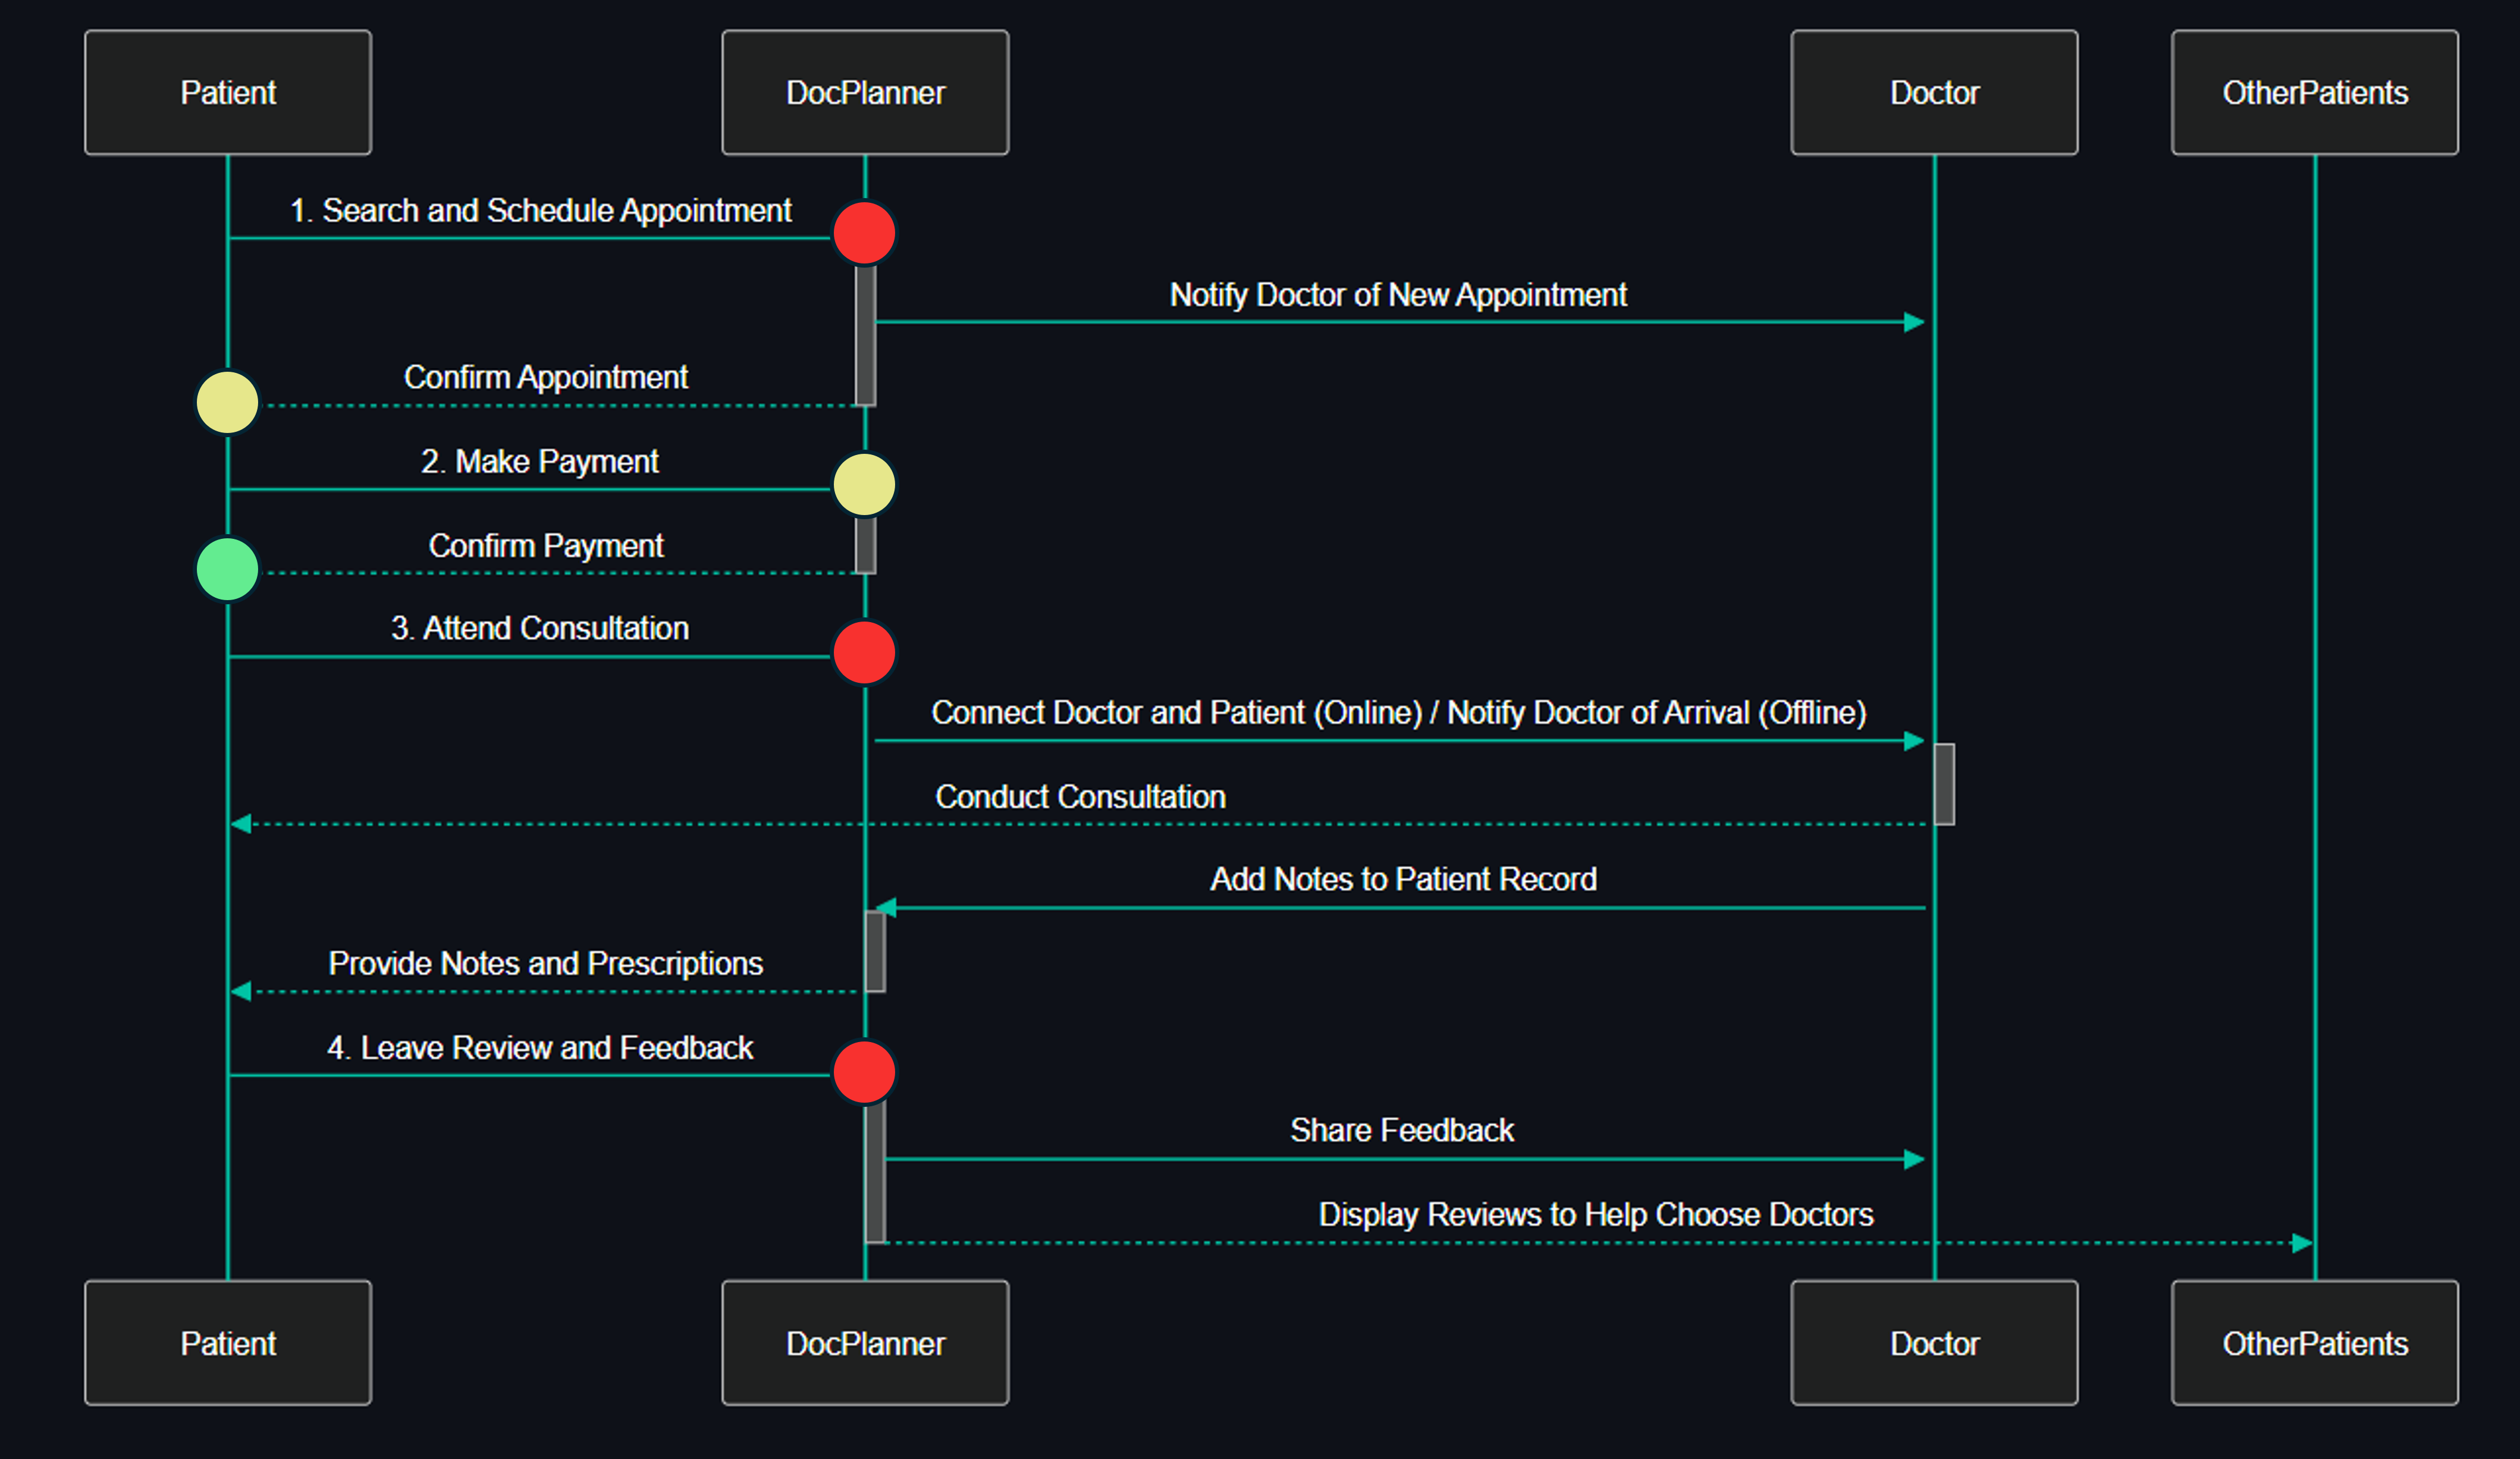 Patient
DocPlanner
Doctor
OtherPatients
1. Search and Schedule Appointment
Notify Doctor of New Appointment
Confirm Appointment
2. Make Payment
Confirm Payment
3. Attend Consultation
Connect Doctor and Patient (Online) / Notify Doctor of Arrival (Offline)
Conduct Consultation
Add Notes to Patient Record
Provide Notes and Prescriptions
4. Leave Review and Feedback
Share Feedback
Display Reviews to Help Choose Doctors
Patient
DocPlanner
Doctor
OtherPatients